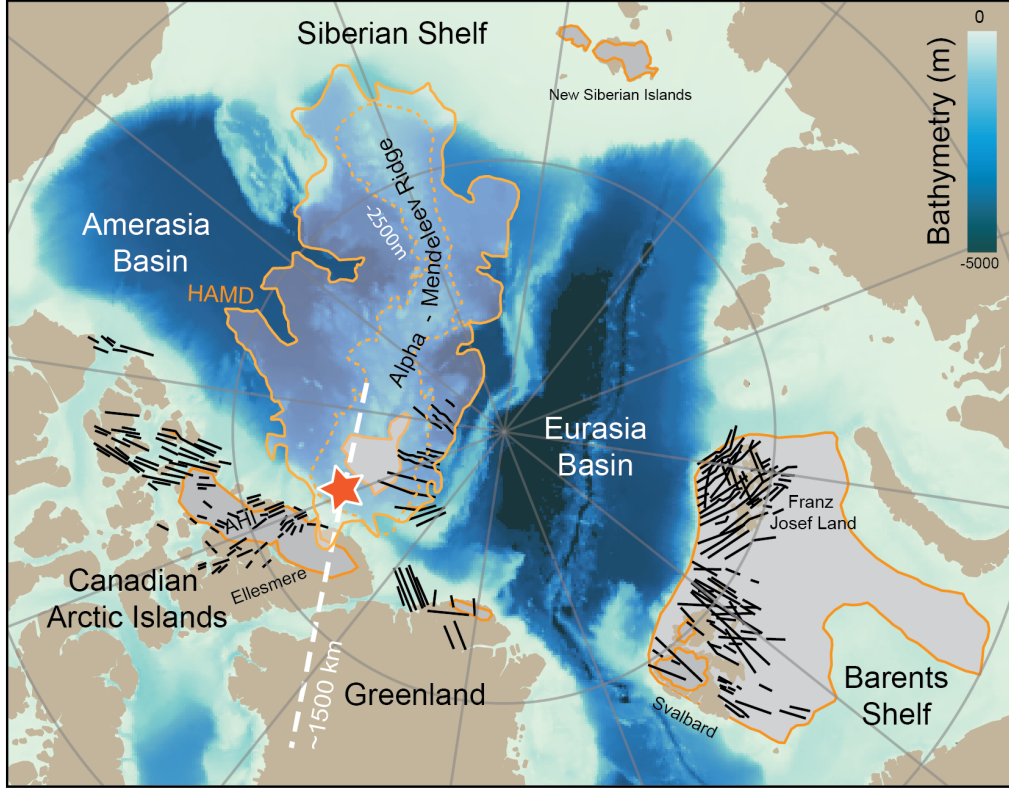 Siberian Shelf
New Siberian Islands
0
Bathymetry (m)
-5000
Amerasia
Basin
HAMD
-2500m
Alpha - Mendeleev Ridge
Eurasia
Basin
Franz
Josef Land
AHI
Ellesmere
Canadian
Arctic Islands
~1500 km
Greenland
Svalbard
Barents
Shelf